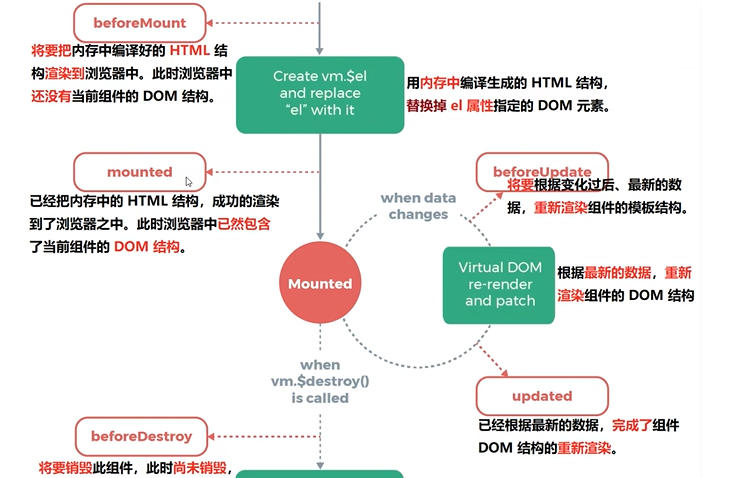 beforeMount
将要把内存中编译好的 HTML 结
构渲染到浏览器中。此时浏览器中
还没有当前组件的 DOM 结构。
Create vm.$el
and replace
“el” with it
用内存中编译生成的 HTML 结构，
替换掉 el 属性指定的 DOM 元素。
mounted
已经把内存中的 HTML 结构，成功的渲染
到了浏览器之中。此时浏览器中已然包含
了当前组件的 DOM 结构。
Mounted
when data
changes
beforeUpdate
将要根据变化过后、最新的数
据，重新渲染组件的模板结构。
Virtual DOM
re-render
and patch
根据最新的数据，重新
渲染组件的 DOM 结构
updated
已经根据最新的数据，完成了组件
DOM 结构的重新渲染。
when
vm.$destroy()
is called
beforeDestroy
将要销毁此组件，此时尚未销毁，